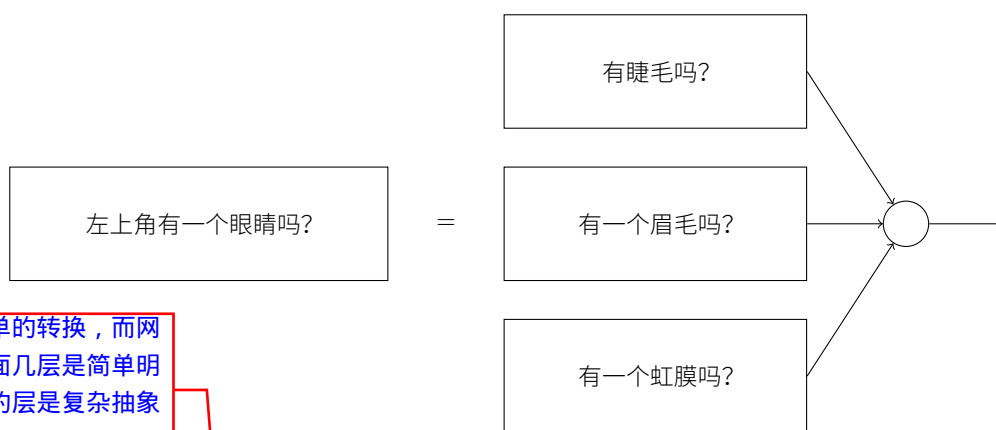 有睫毛吗？
左上角有一个眼睛吗？
=
有一个眉毛吗？
有一个虹膜吗？
单的转换，而网
面几层是简单明
的层是复杂抽象